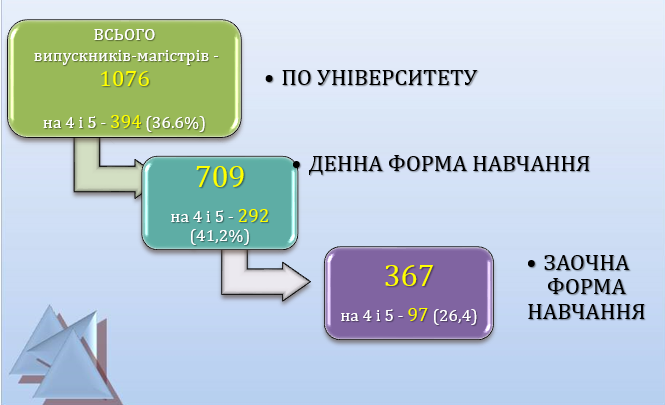 ВСЬОГО
випускників-магістрів -
1076
на 4 і 5 - 394 (36.6%)
• ПО УНІВЕРСИТЕТУ
709
на 4 і 5 - 292
(41,2%)
• ДЕННА ФОРМА НАВЧАННЯ
367
на 4 і 5 - 97 (26,4)
• ЗАОЧНА
ФОРМА
НАВЧАННЯ